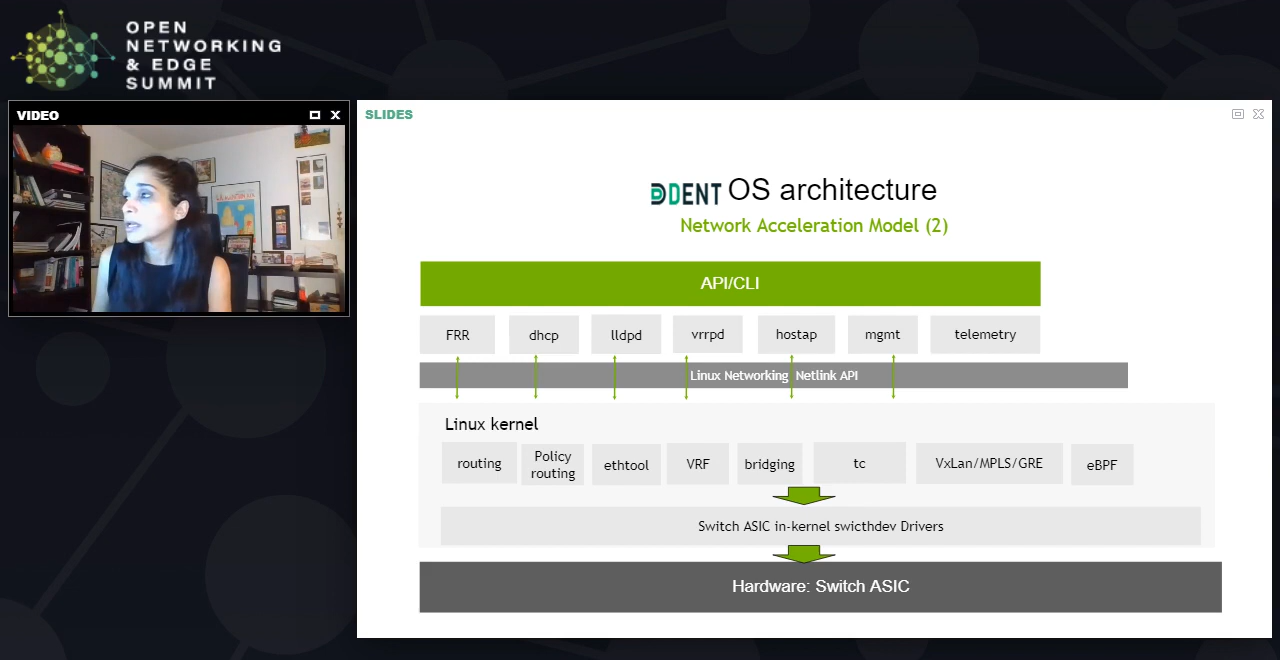 OPEN
NETWORKING
& EDGE
SUMMIT
VIDEO
SLIDES
DENT OS architecture
Network Acceleration Model (2)
API/CLI
FRR
dhcp
lldpd
vrrpd
hostap
mgmt
telemetry
Linux Networking Netlink API
Linux kernel
routing
Policy
routing
ethtool
VRF
bridging
tc
VxLan/MPLS/GRE
eBPF
Switch ASIC in-kernel swicthdev Drivers
Hardware: Switch ASIC